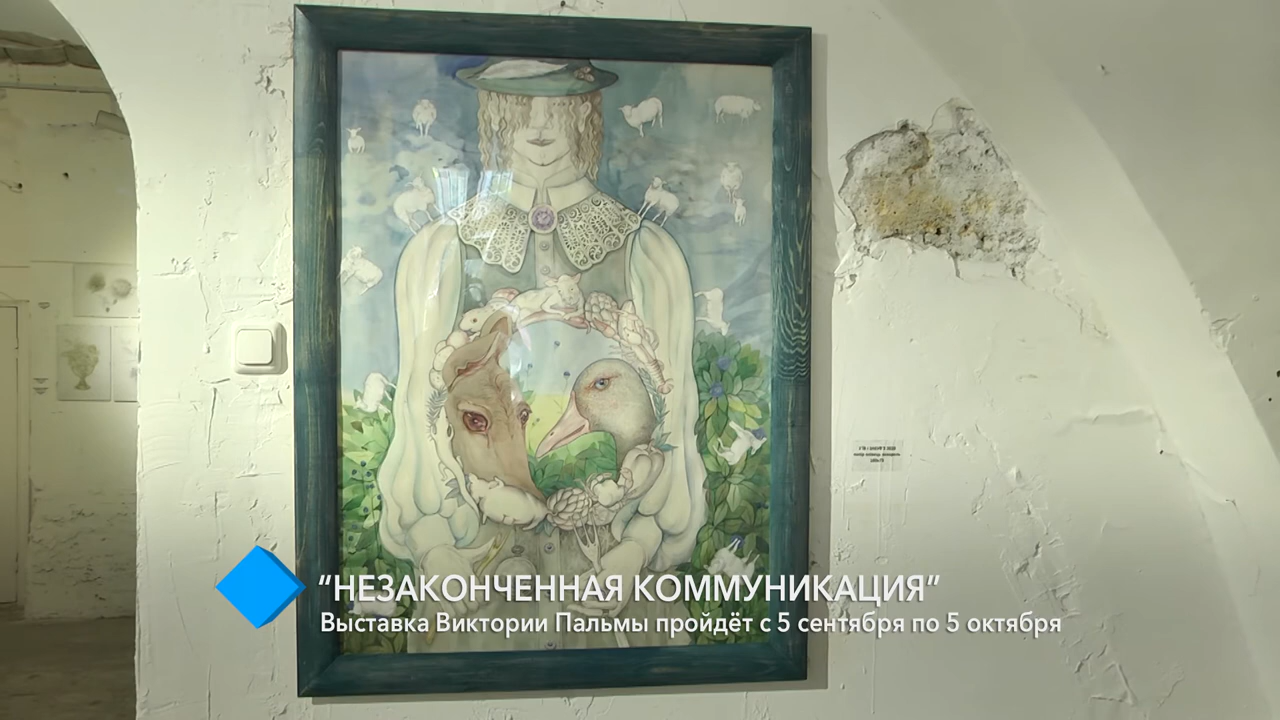 “НЕЗАКОНЧЕННАЯ КОММУНИКАЦИЯ”
Выставка Виктории Пальмы пройдёт с 5 сентября по 5 октября